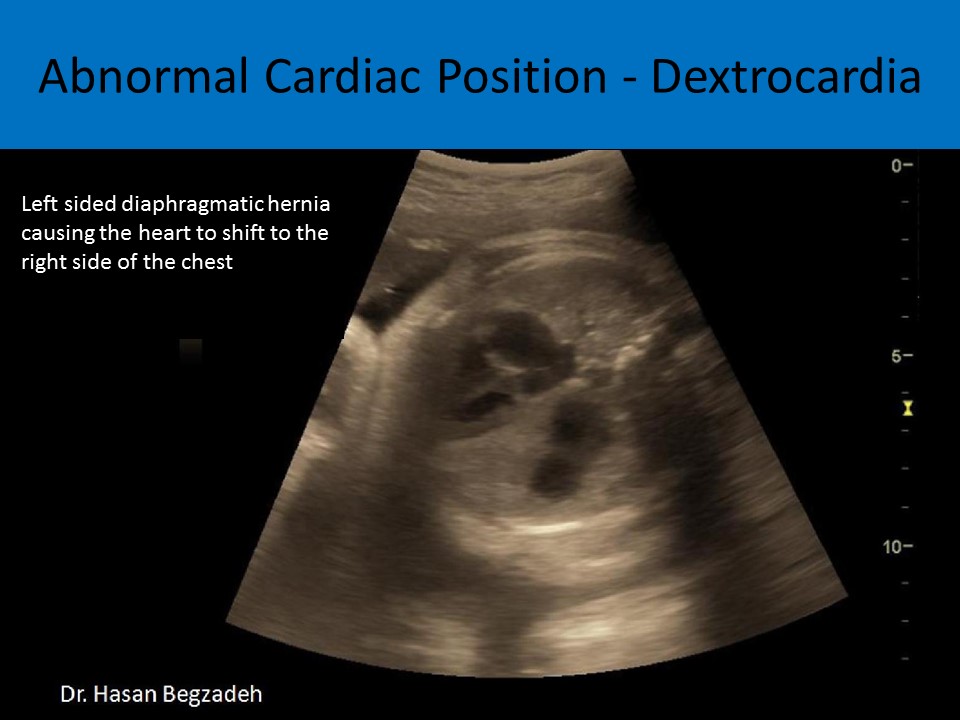 Abnormal Cardiac Position - Dextrocardia
Left sided diaphragmatic hernia
causing the heart to shift to the
right side of the chest
0
5
10
Dr. Hasan Begzadeh